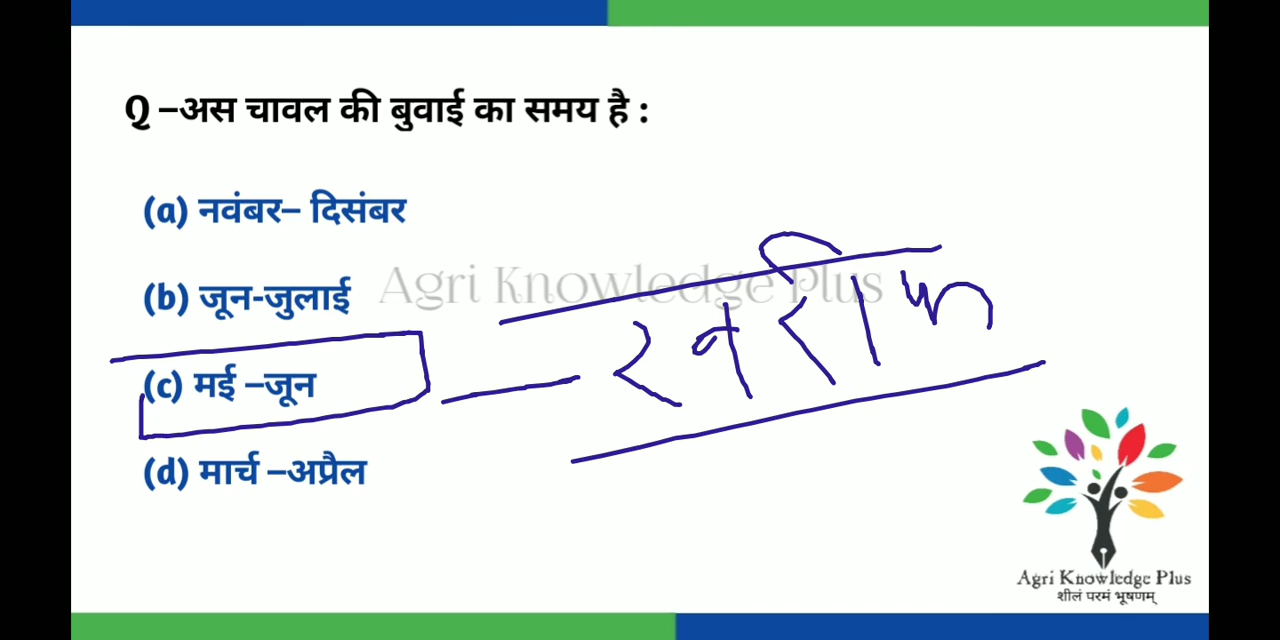 Q –अस चावल की बुवाई का समय है :
(a) नवंबर– दिसंबर
(b) जून-जुलाई
Agri Knowledge Plus
(c) मई –जून
खरीफ
(d) मार्च –अप्रैल
Agri Knowledge Plus
शीलं परमं भूषणम्